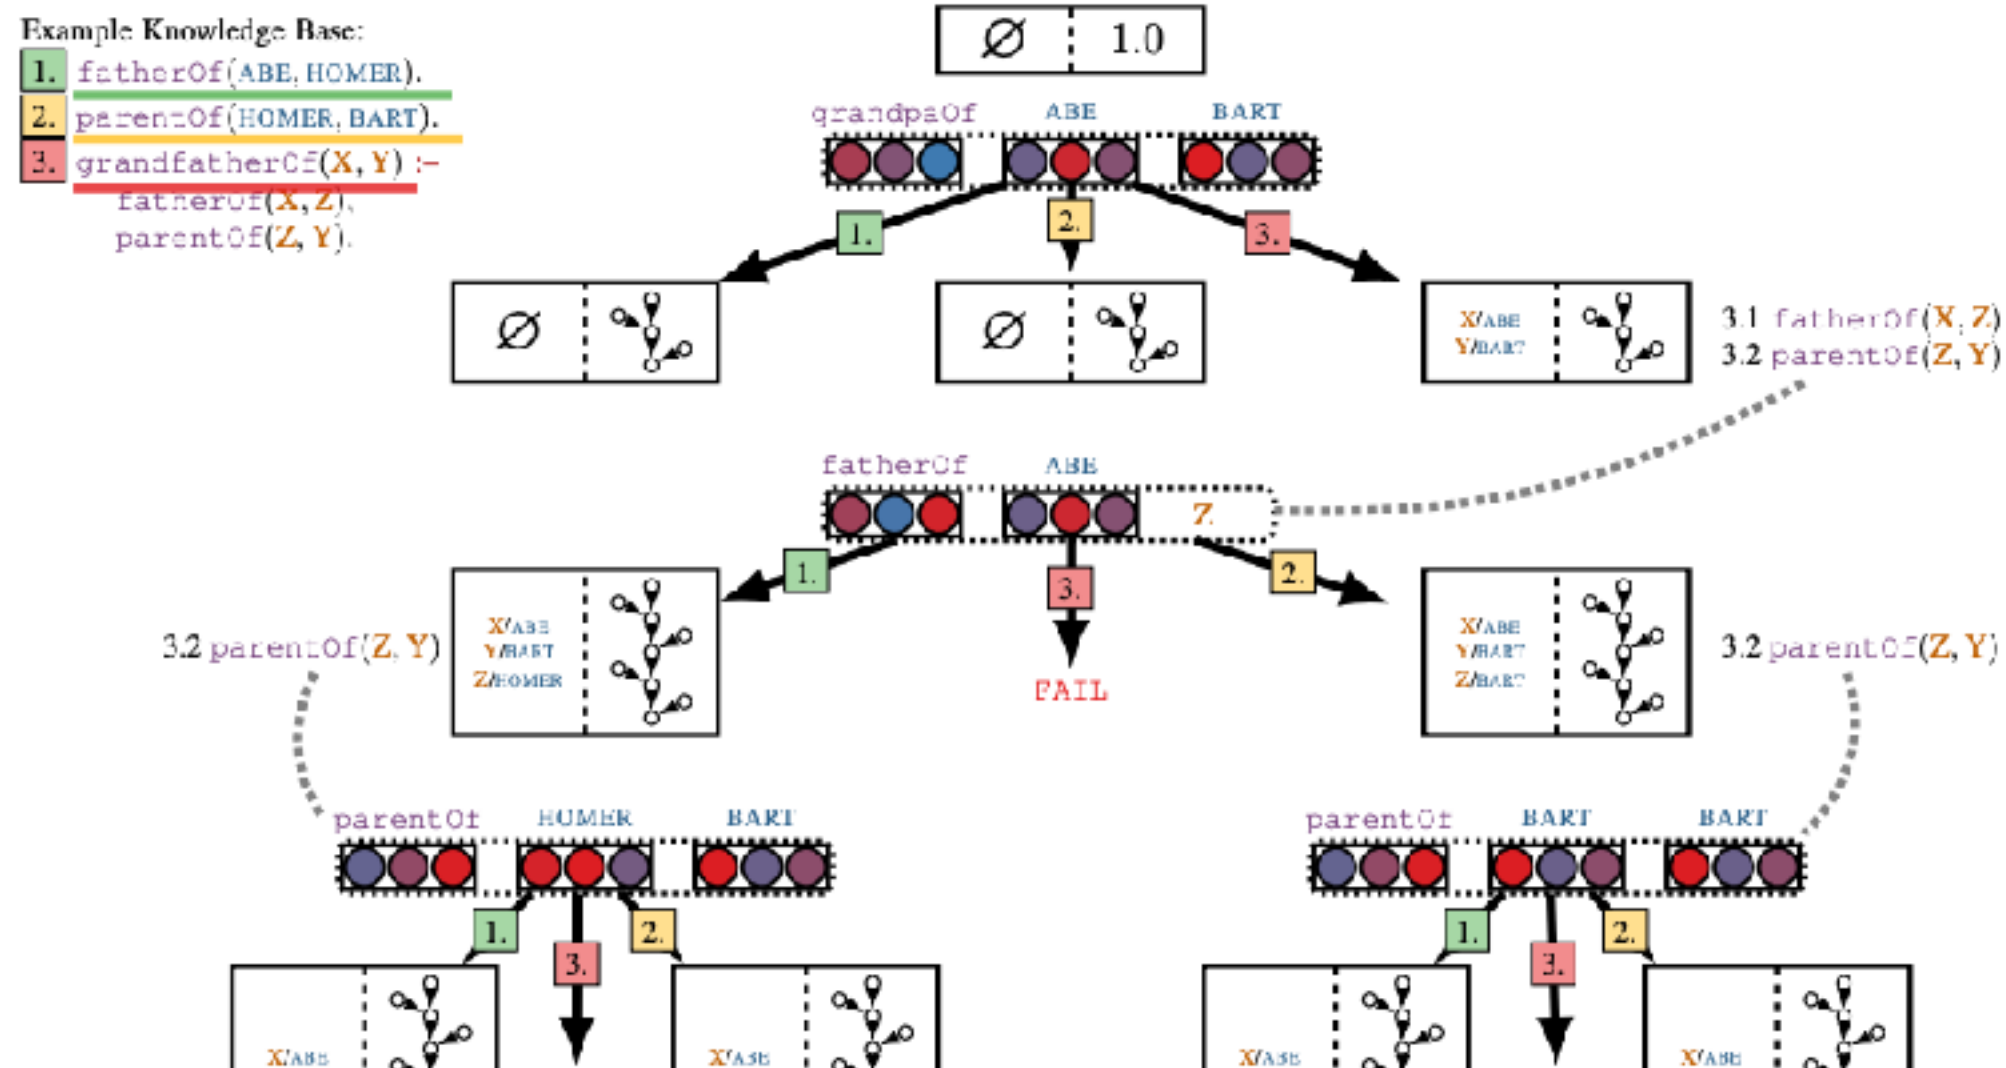 Example Knowledge Base:
1. fatherOf(ABE, HOMER).
2. parentOf(HOMER, BART).
3. grandfatherOf(X, Y) :–
fatherOf(X, Z),
parentOf(Z, Y).
∅ 1.0
grandpaOf ABE BART
1. 2. 3.
∅
∅
X/ABE
Y/BART
3.1 fatherOf(X, Z)
3.2 parentOf(Z, Y)
fatherOf ABE Z
1. 3. 2.
3.2 parentOf(Z, Y)
X/ABE
Y/BART
Z/HOMER
FAIL
X/ABE
Y/BART
Z/BART
3.2 parentOf(Z, Y)
parentOf HOMER BART
1. 3. 2.
parentOf BART BART
1. 3. 2.
X/ABE
X/ABE
X/ABE
X/ABE